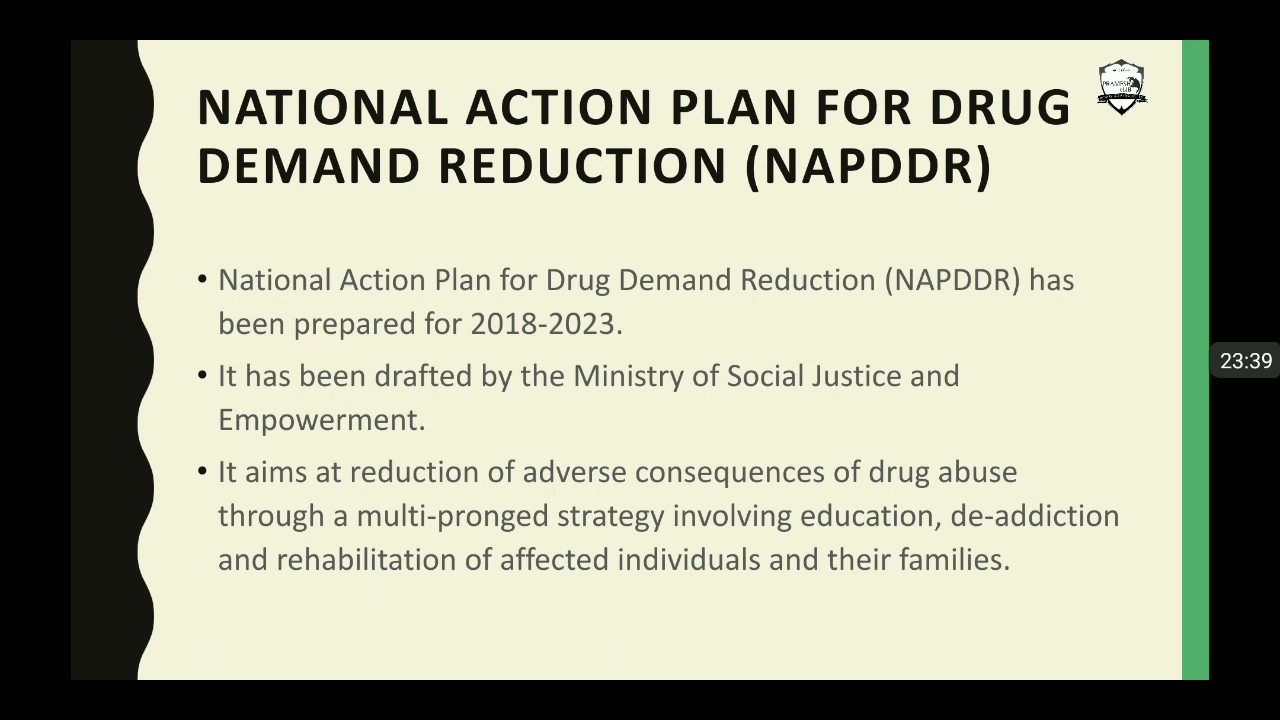 NATIONAL ACTION PLAN FOR DRUG
DEMAND REDUCTION (NAPDDR)
• National Action Plan for Drug Demand Reduction (NAPDDR) has
been prepared for 2018-2023.
• It has been drafted by the Ministry of Social Justice and
Empowerment.
• It aims at reduction of adverse consequences of drug abuse
through a multi-pronged strategy involving education, de-addiction
and rehabilitation of affected individuals and their families.
23:39